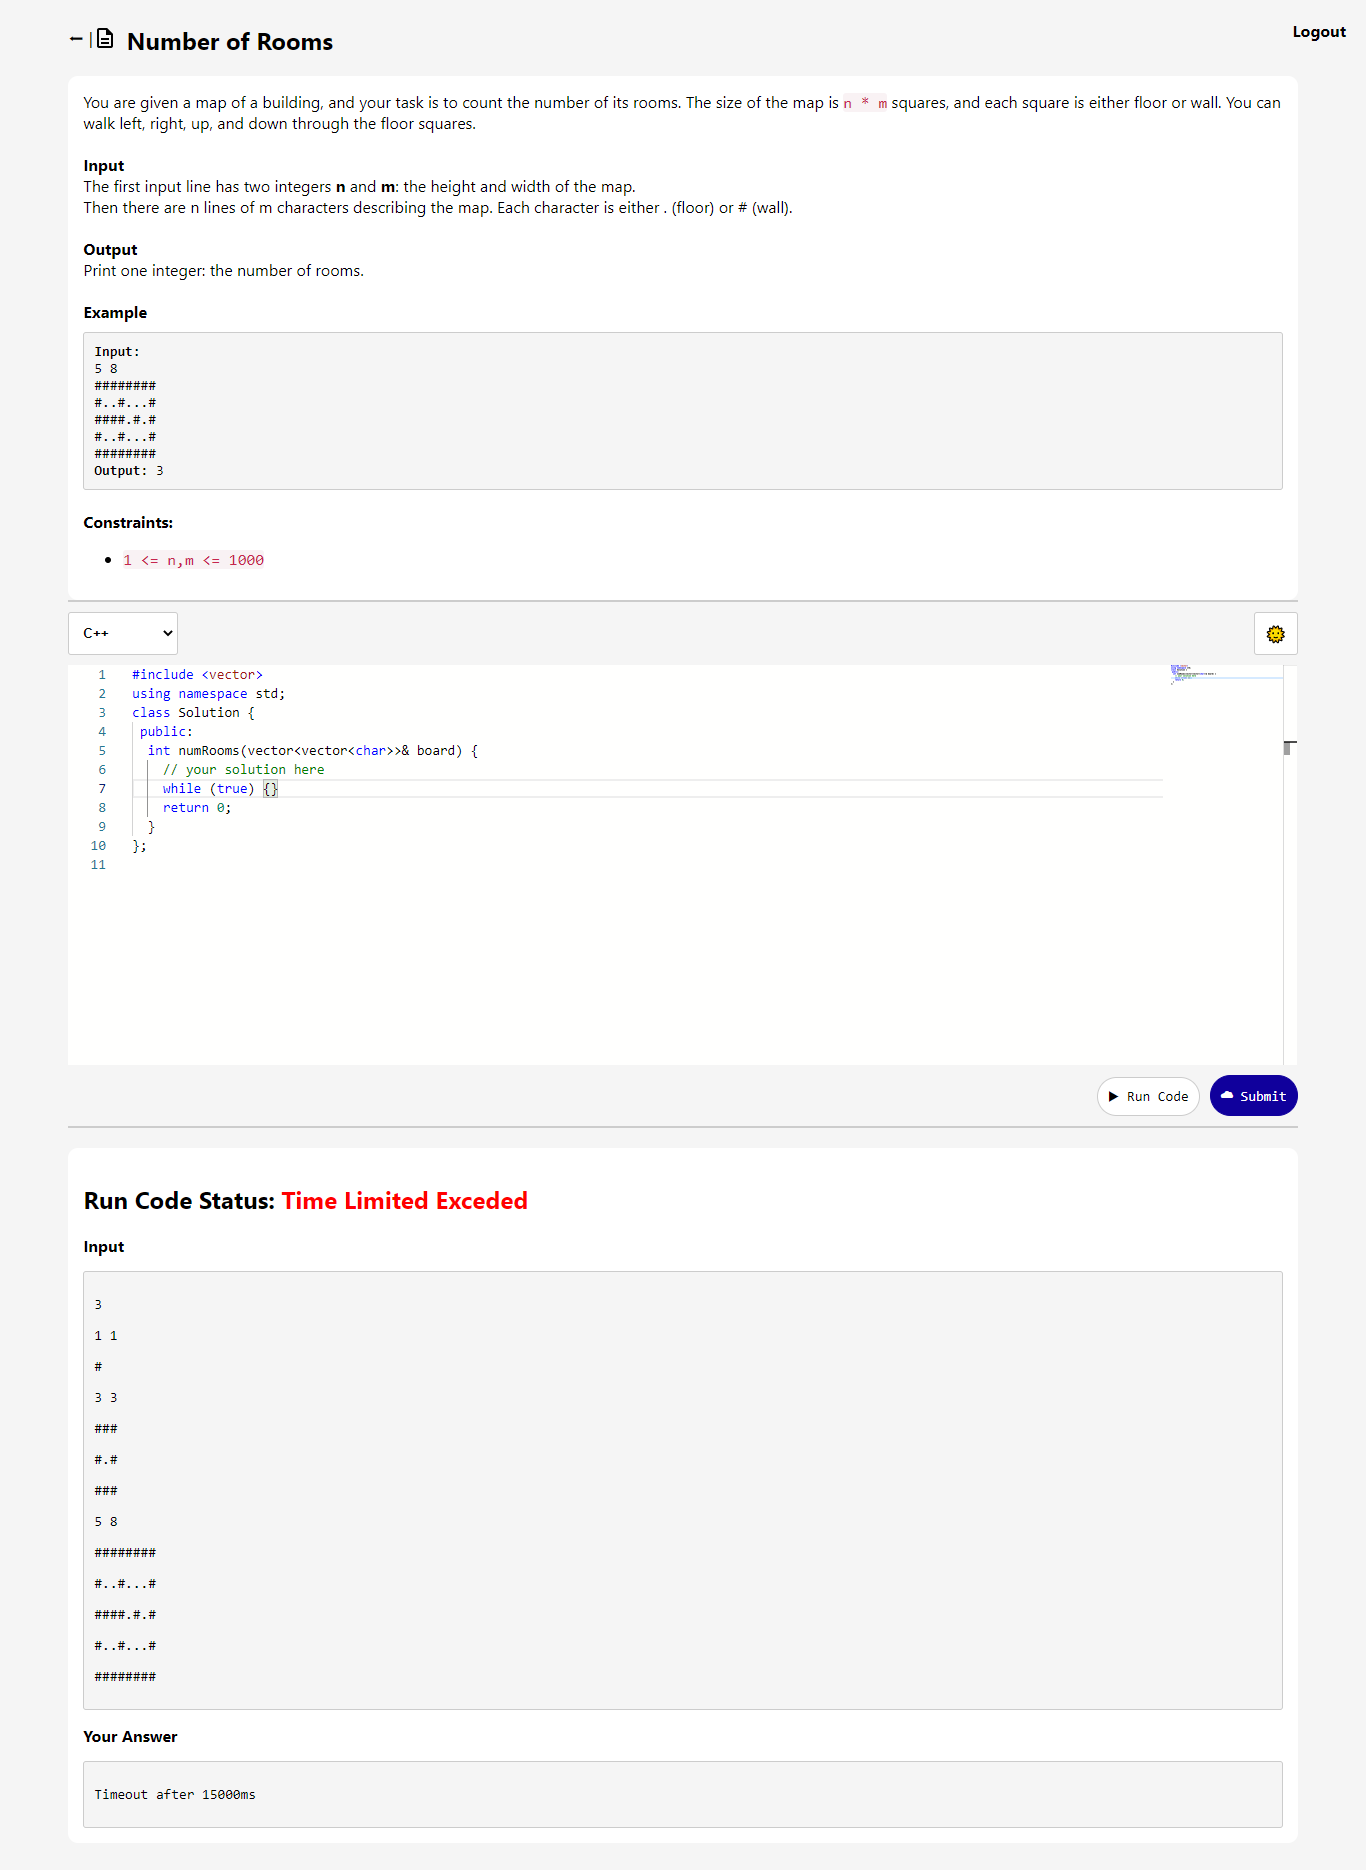 Number of Rooms
Logout
You are given a map of a building, and your task is to count the number of its rooms. The size of the map is n * m squares, and each square is either floor or wall. You can
walk left, right, up, and down through the floor squares.
Input
The first input line has two integers n and m: the height and width of the map.
Then there are n lines of m characters describing the map. Each character is either . (floor) or # (wall).
Output
Print one integer: the number of rooms.
Example
Input:
5 8
########
#..#...#
####.#.#
#..#...#
########
Output: 3
Constraints:
1 <= n,m <= 1000
C++
1 #include <vector>
2 using namespace std;
3 class Solution {
4 public:
5 int numRooms(vector<vector<char>>& board) {
6 // your solution here
7 while (true) {}
8 return 0;
9 }
10 };
11
Run Code
Submit
Run Code Status: Time Limited Exceded
Input
3
1 1
#
3 3
###
#.#
###
5 8
########
#..#...#
####.#.#
#..#...#
########
Your Answer
Timeout after 15000ms